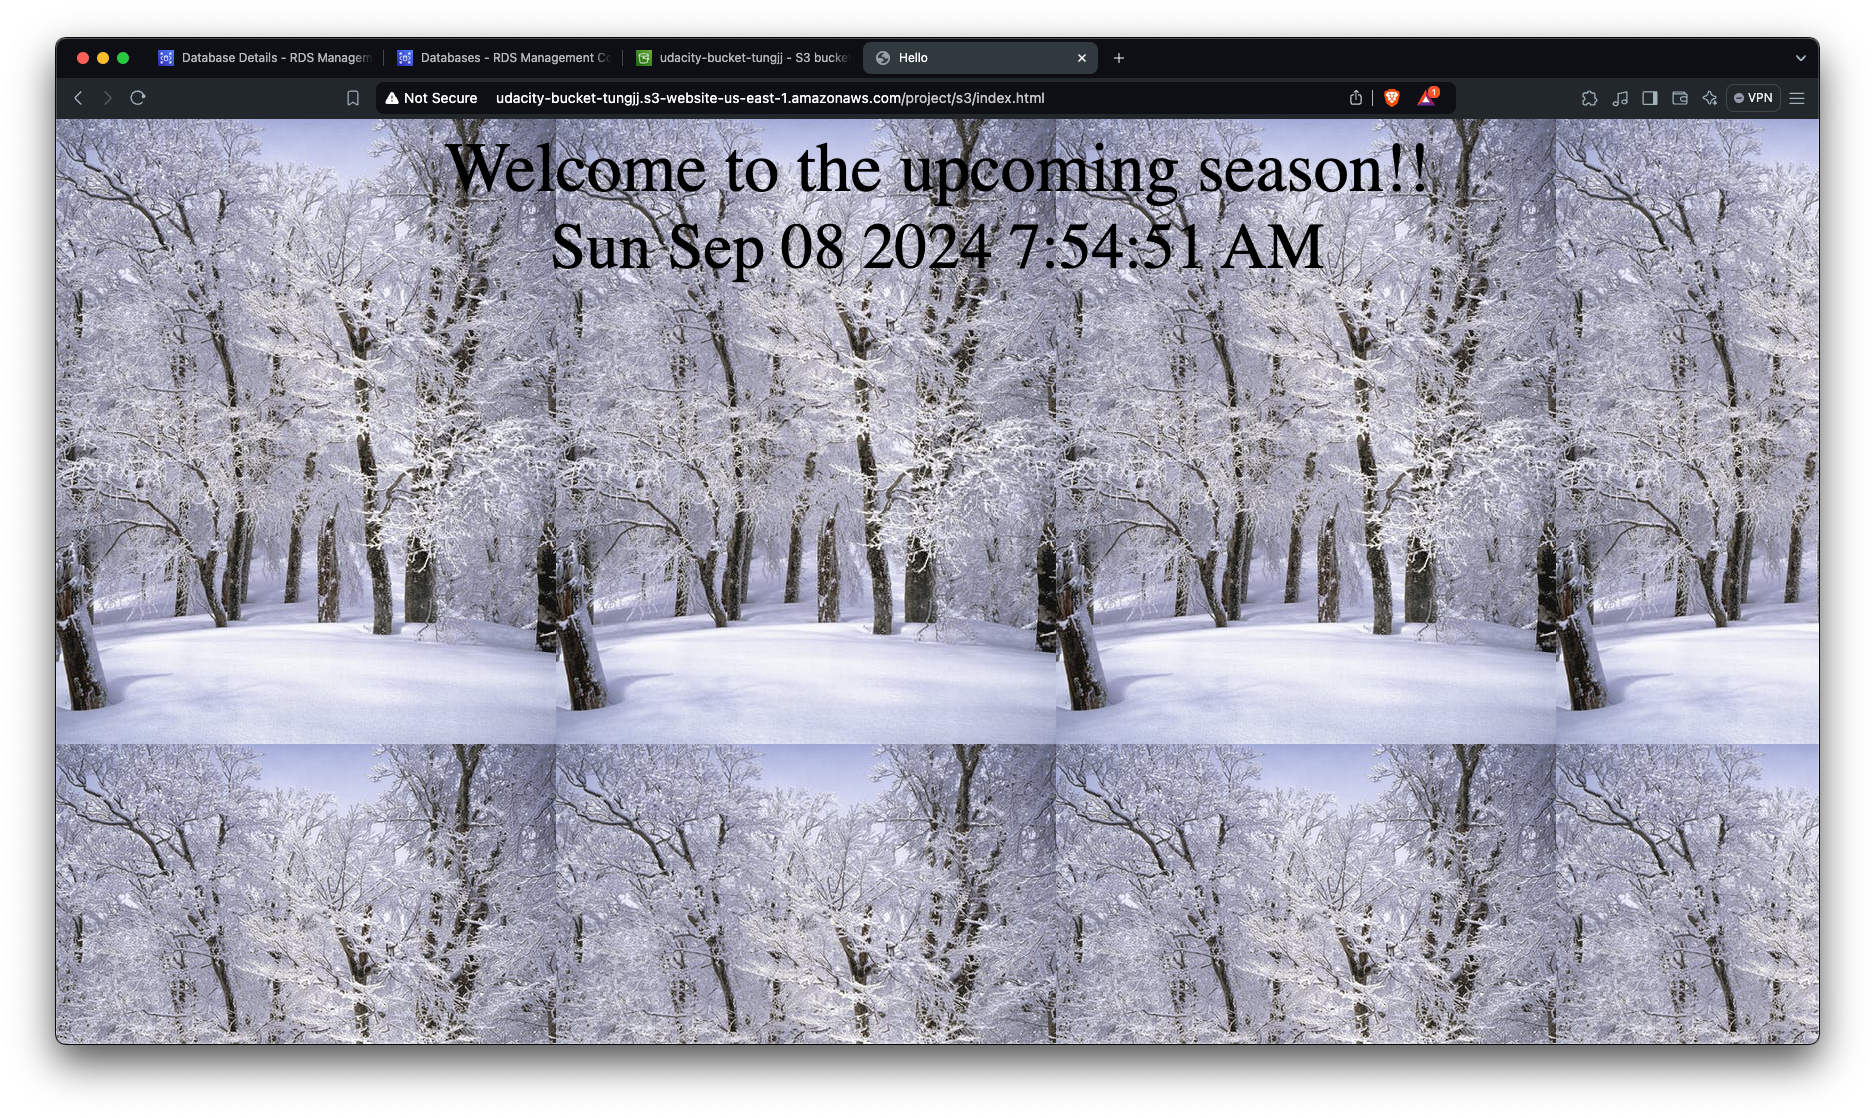 Database Details - RDS Managem
Databases - RDS Management Co
udacity-bucket-tungjj - S3 bucke
Hello
Not Secure
udacity-bucket-tungjj.s3-website-us-east-1.amazonaws.com/project/s3/index.html
1
VPN
Welcome to the upcoming season!!
Sun Sep 08 2024 7:54:51 AM